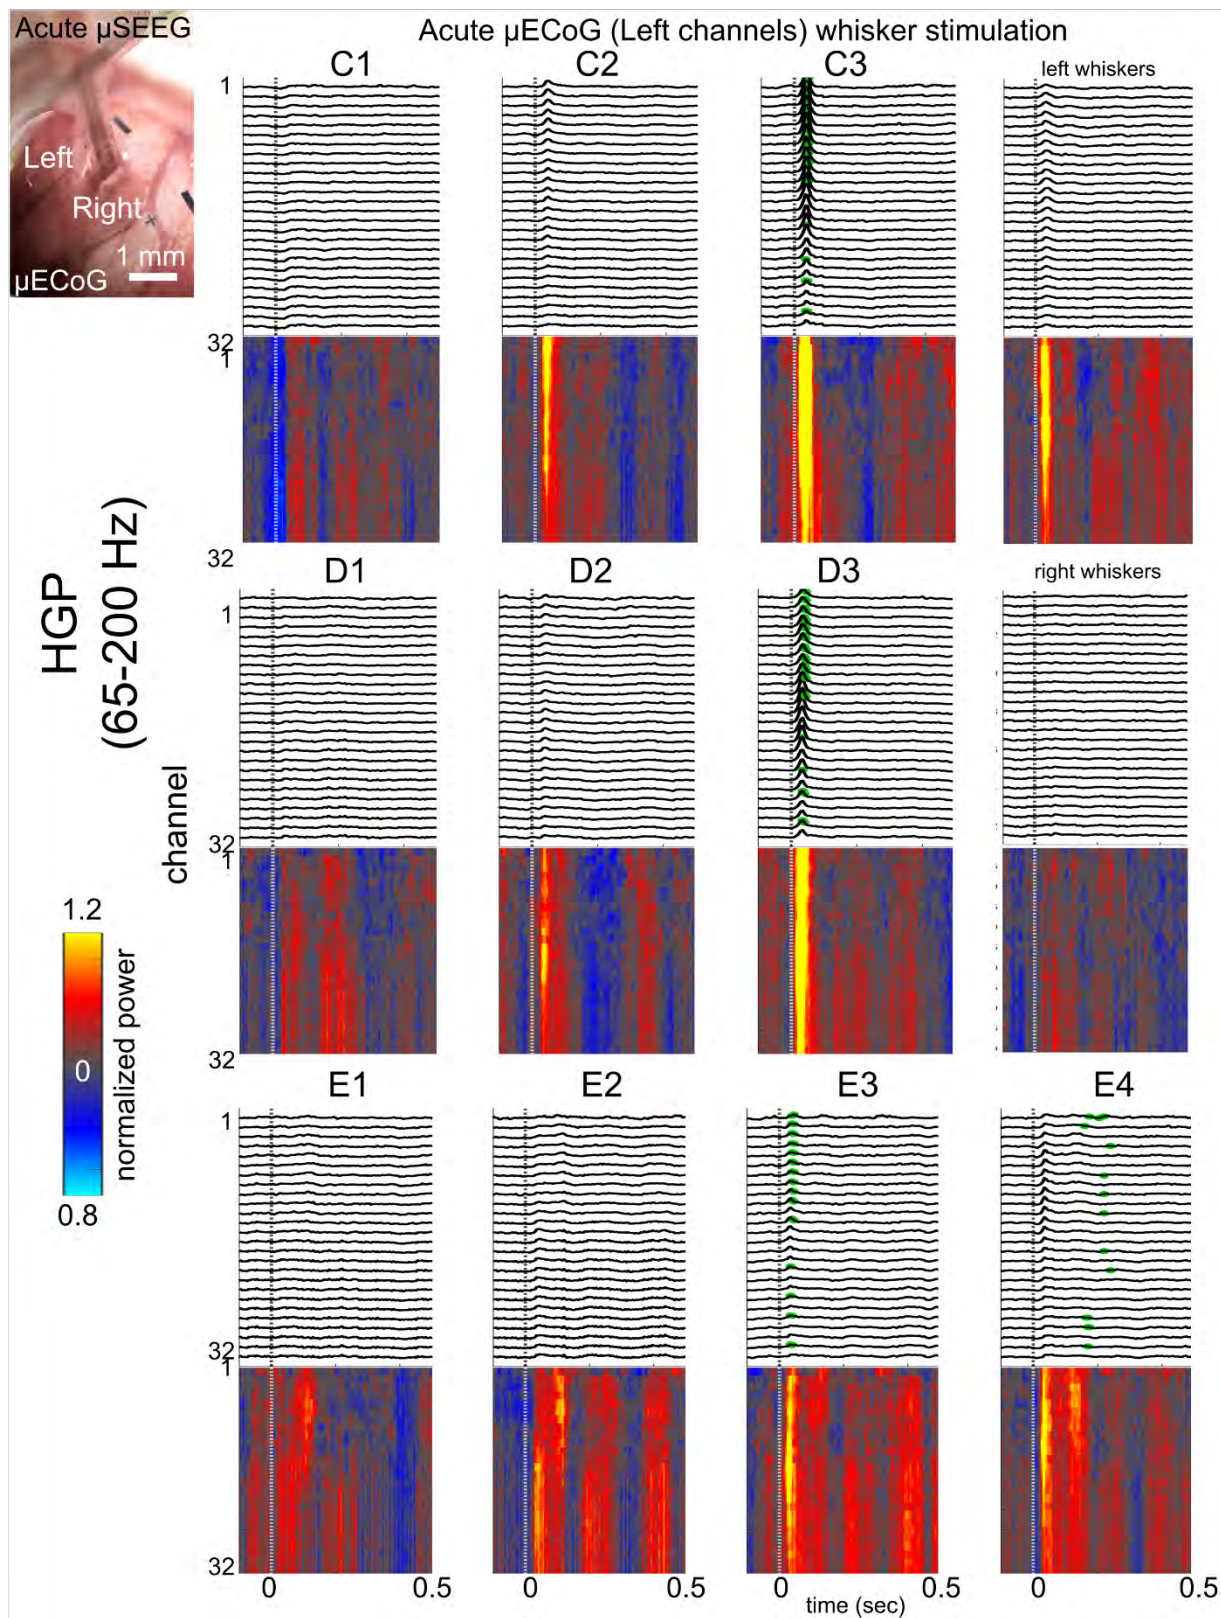 Acute µSEEG
Acute µECoG (Left channels) whisker stimulation
C1
C2
C3
left whiskers
1
Left
Right
1 mm
µECoG
32
1
32
HGP
(65-200 Hz)
D1
D2
D3
right whiskers
1
channel
32
1
32
1.2
0
0.8
normalized power
E1
E2
E3
E4
1
32
1
32
0
0.5
0
0.5
0
0.5
0
0.5
time (sec)